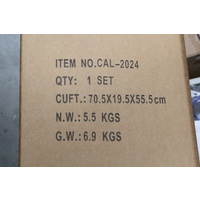 ITEM NO.CAL-2024
QTY: 1 SET
CUFT.:70.5X19.5X55.5cm
N.W.: 5.5 KGS
G.W.: 6.9 KGS